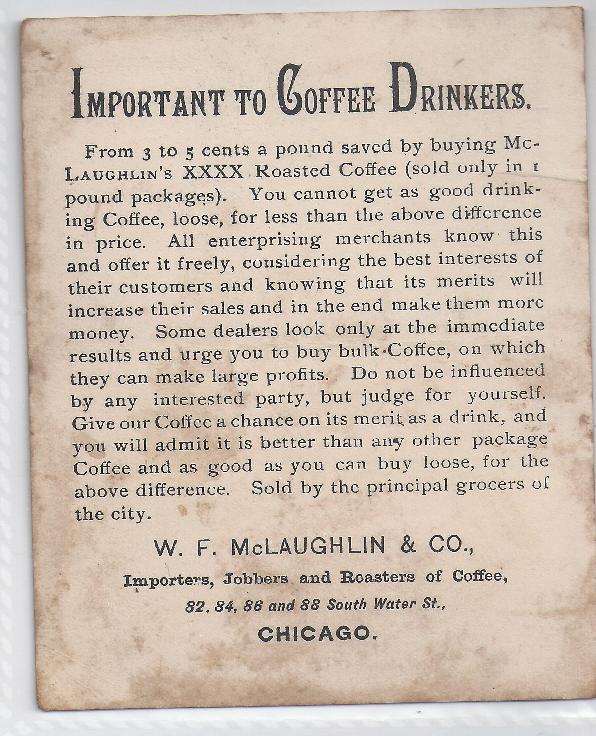 IMPORTANT TO COFFEE DRINKERS.
From 3 to 5 cents a pound saved by buying Mc-
LAUGHLIN'S XXXX Roasted Coffee (sold only in 1
pound packages). You cannot get as good drink-
ing Coffee, loose, for less than the above difference
in price. All enterprising merchants know this
and offer it freely, considering the best interests of
their customers and knowing that its merits will
increase their sales and in the end make them more
money. Some dealers look only at the immediate
results and urge you to buy bulk-Coffee, on which
they can make large profits. Do not be influenced
by any interested party, but judge for yourself.
Give our Coffee a chance on its merit as a drink, and
you will admit it is better than any other package
Coffee and as good as you can buy loose, for the
above difference. Sold by the principal grocers of
the city.
W. F. McLAUGHLIN & CO.,
Importers, Jobbers and Roasters of Coffee,
82, 84, 86 and 88 South Water St.,
CHICAGO.